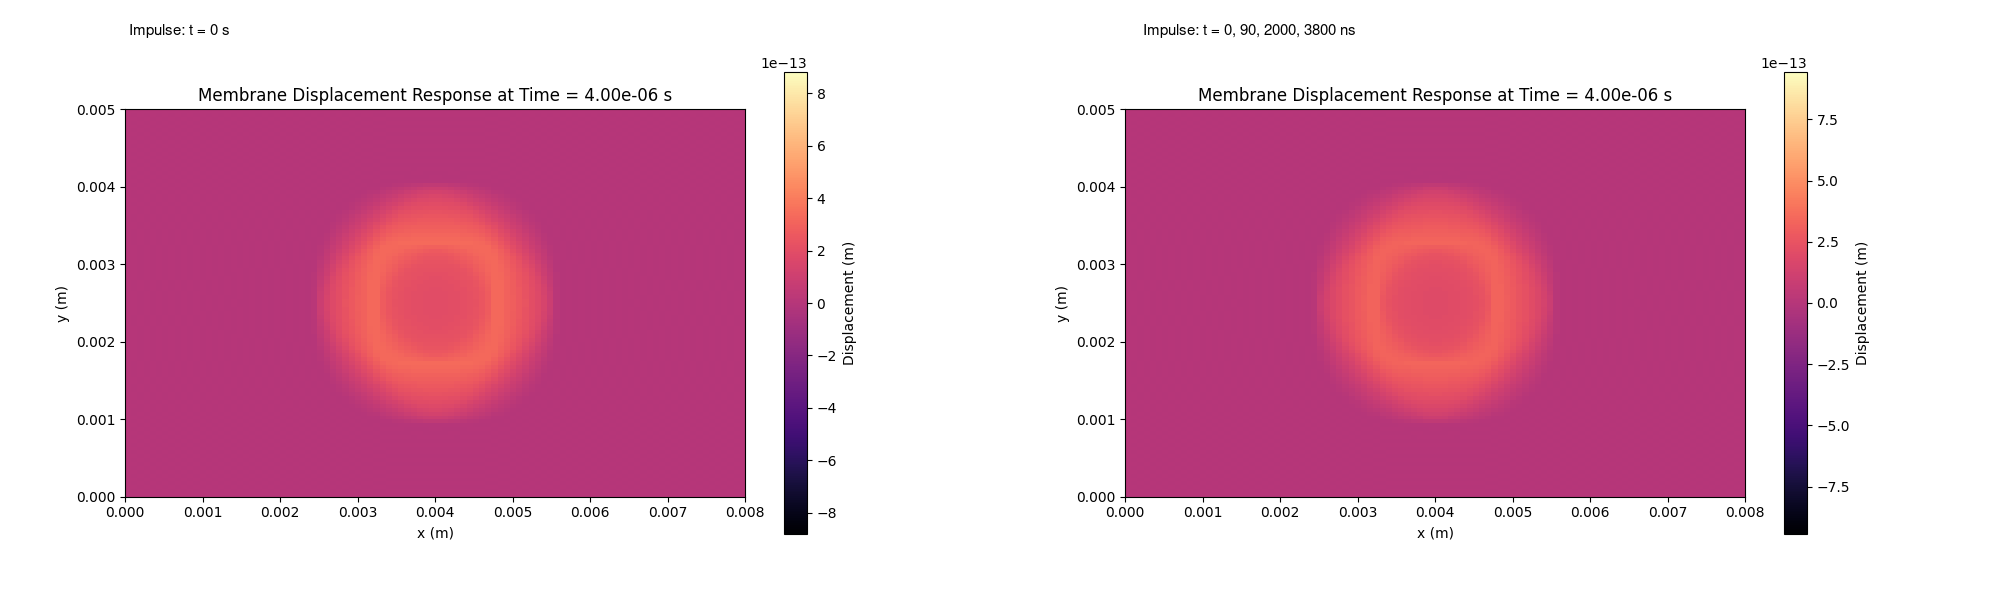 Impulse: t = 0 s
1e−13
Membrane Displacement Response at Time = 4.00e-06 s
0.005
0.004
0.003
0.002
0.001
0.000
y (m)
0.000 0.001 0.002 0.003 0.004 0.005 0.006 0.007 0.008
x (m)
8
6
4
2
0
−2
−4
−6
−8
Displacement (m)
Impulse: t = 0, 90, 2000, 3800 ns
1e−13
Membrane Displacement Response at Time = 4.00e-06 s
0.005
0.004
0.003
0.002
0.001
0.000
y (m)
0.000 0.001 0.002 0.003 0.004 0.005 0.006 0.007 0.008
x (m)
7.5
5.0
2.5
0.0
−2.5
−5.0
−7.5
Displacement (m)